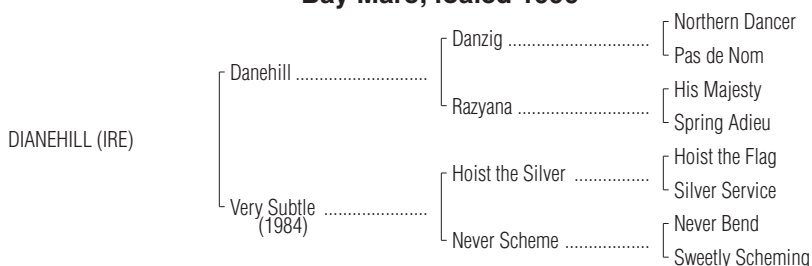 Bay Mare; foaled 1996
Northern Dancer
Danzig ..............................
Pas de Nom
Danehill ............................
His Majesty
Razyana ............................
Spring Adieu
DIANEHILL (IRE)
Hoist the Flag
Hoist the Silver ................
Silver Service
Very Subtle ......................
(1984)
Never Bend
Never Scheme ..................
Sweetly Scheming